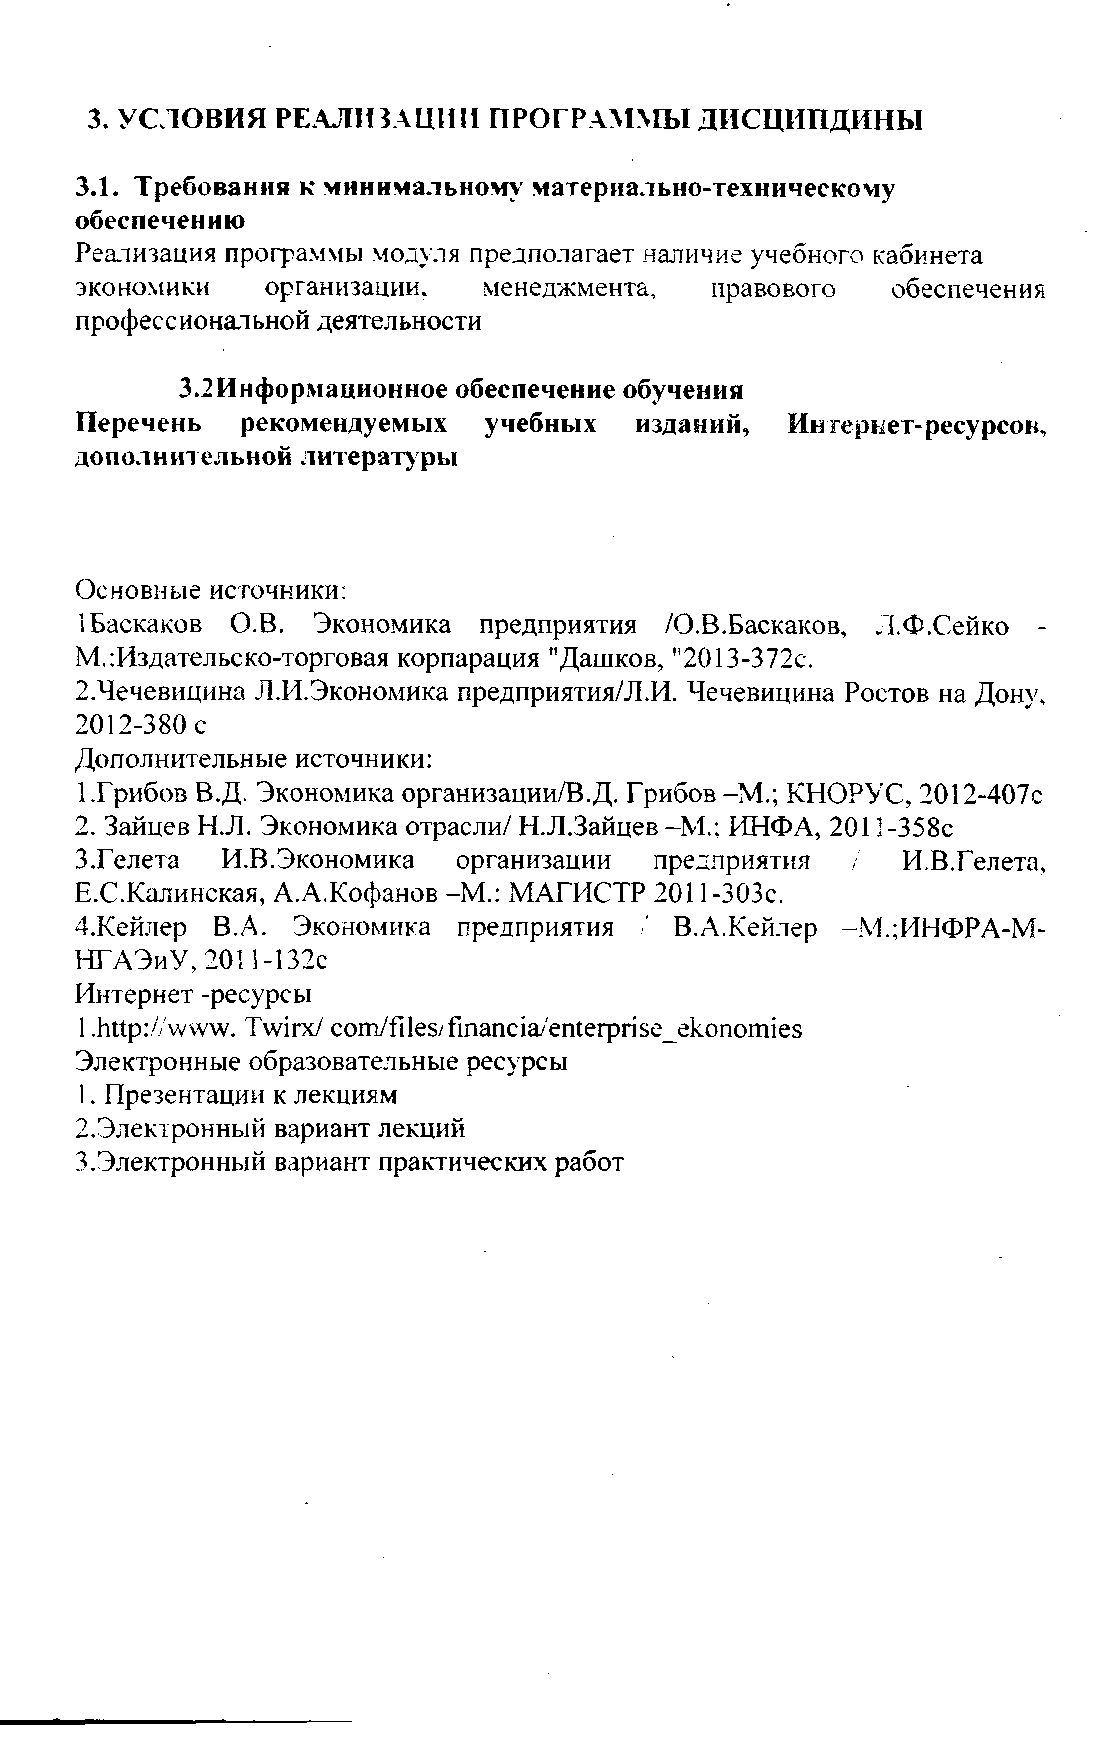 3. УСЛОВИЯ РЕАЛИЗАЦИИ ПРОГРАММЫ ДИСЦИПДИНЫ
3.1. Требования к минимальному материально-техническому
обеспечению
Реализация программы модуля предполагает наличие учебного кабинета
экономики организации, менеджмента, правового обеспечения
профессиональной деятельности
3.2Информационное обеспечение обучения
Перечень рекомендуемых учебных изданий, Интернет-ресурсов,
дополнительной литературы
Основные источники:
1Баскаков О.В. Экономика предприятия /О.В.Баскаков, Л.Ф.Сейко -
М.:Издательско-торговая корпарация "Дашков, "2013-372с.
2.Чечевицина Л.И.Экономика предприятия/Л.И. Чечевицина Ростов на Дону,
2012-380 с
Дополнительные источники:
1.Грибов В.Д. Экономика организации/В.Д. Грибов –М.; КНОРУС, 2012-407с
2. Зайцев Н.Л. Экономика отрасли/ Н.Л.Зайцев –М.; ИНФА, 2011-358с
3.Гелета И.В.Экономика организации предприятия / И.В.Гелета,
Е.С.Калинская, А.А.Кофанов –М.: МАГИСТР 2011-303с.
4.Кейлер В.А. Экономика предприятия / В.А.Кейлер –М.;ИНФРА-М-
НГАЭиУ, 2011-132с
Интернет -ресурсы
1.http://www. Twirx/ com/files/financia/enterprise_ekonomies
Электронные образовательные ресурсы
1. Презентации к лекциям
2.Электронный вариант лекций
3.Электронный вариант практических работ